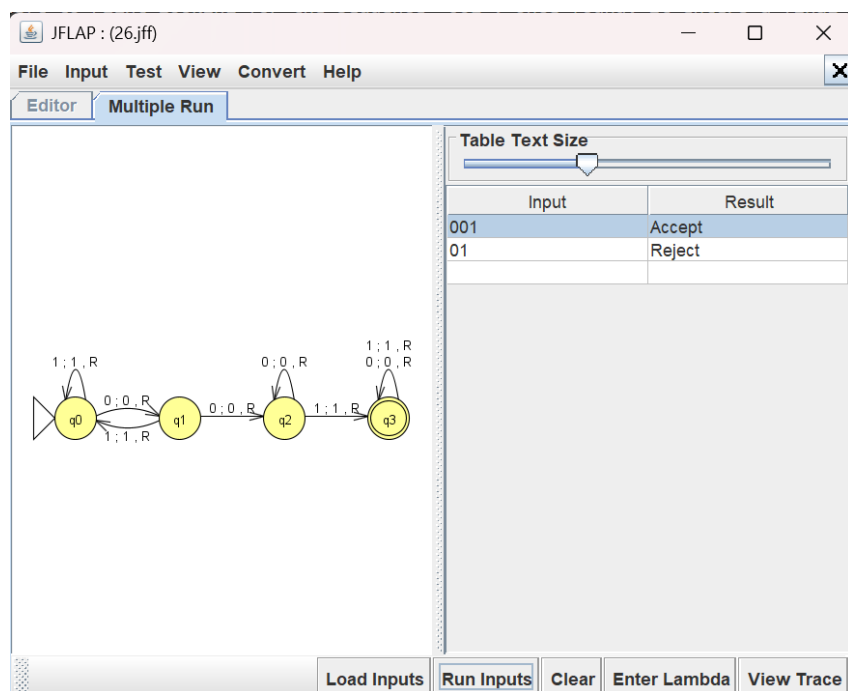 JFLAP : (26.jff)
File Input Test View Convert Help
Editor Multiple Run
Table Text Size
Input Result
001 Accept
01 Reject
1 ; 1 , R
0 ; 0 , R
1 ; 1 , R
0 ; 0 , R
1 ; 1 , R
0 ; 0 , R
0 ; 0 , R
1 ; 1 , R
q0 q1 q2 q3
Load Inputs Run Inputs Clear Enter Lambda View Trace